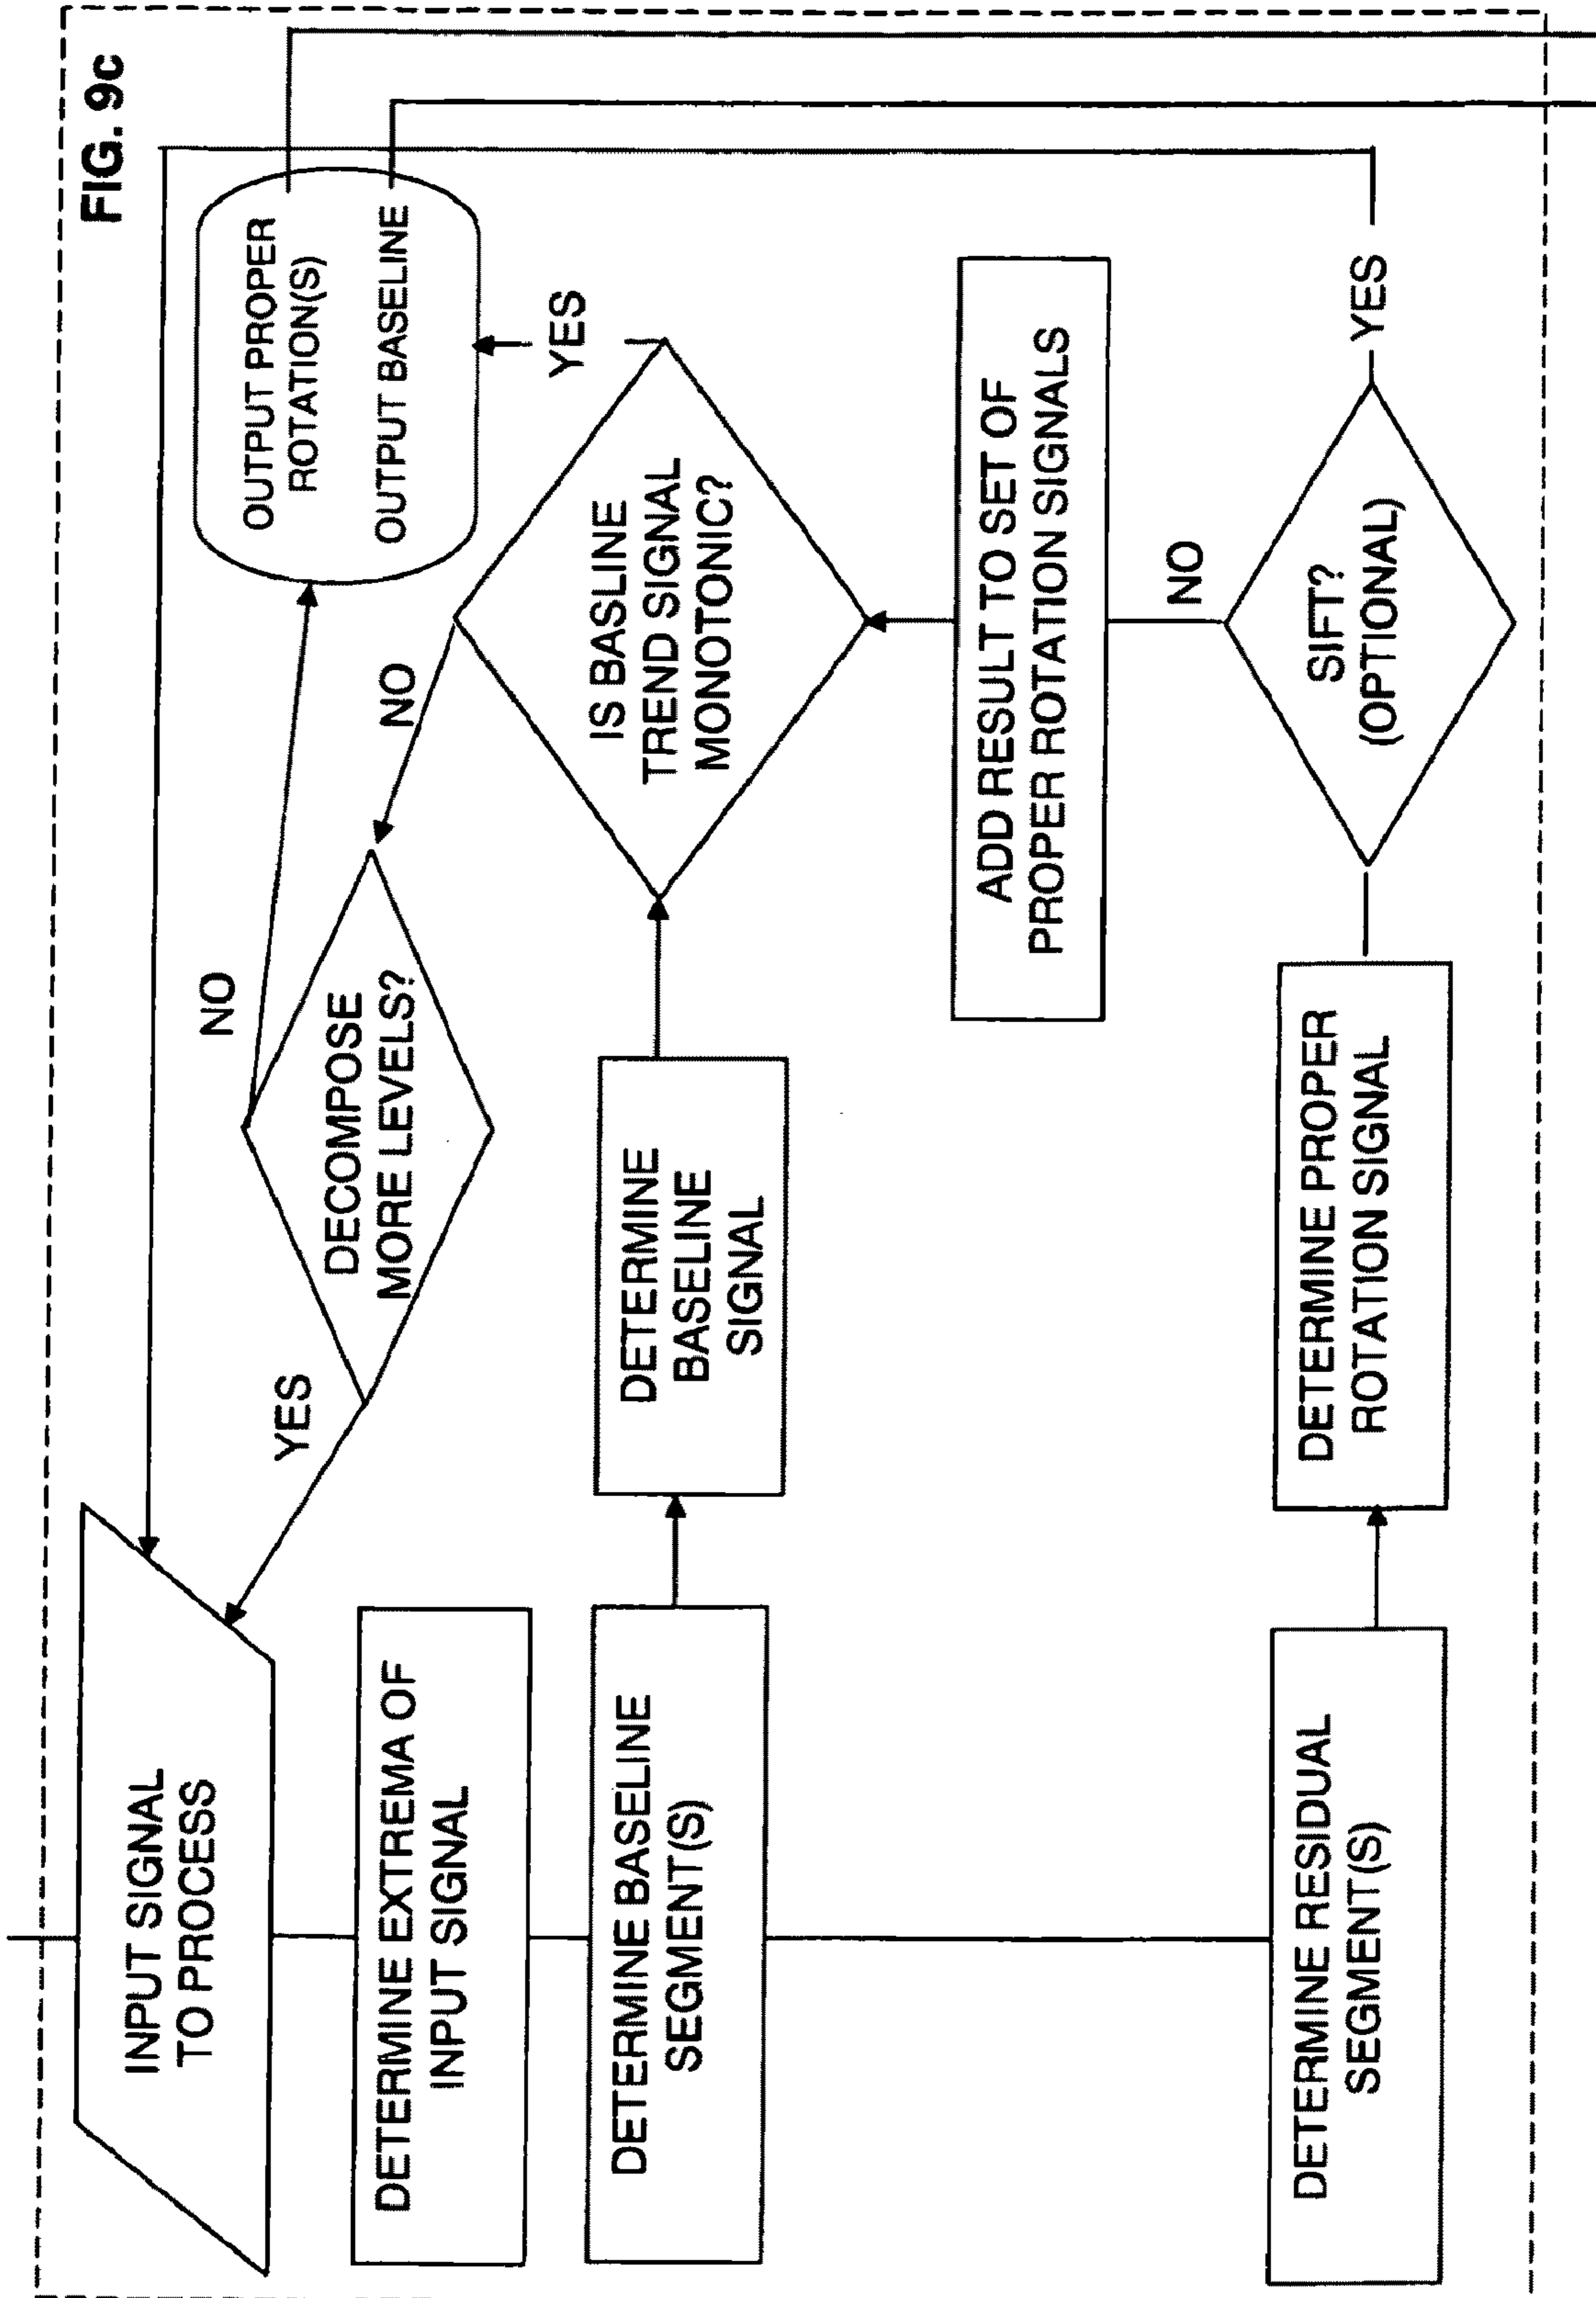 FIG. 9c
INPUT SIGNAL
TO PROCESS
DETERMINE EXTREMA OF
INPUT SIGNAL
DETERMINE BASELINE
SEGMENT(S)
DETERMINE RESIDUAL
SEGMENT(S)
YES
DECOMPOSE
MORE LEVELS?
NO
NO
DETERMINE
BASELINE
SIGNAL
DETERMINE PROPER
ROTATION SIGNAL
OUTPUT PROPER
ROTATION(S)
OUTPUT BASELINE
YES
IS BASLINE
TREND SIGNAL
MONOTONIC?
ADD RESULT TO SET OF
PROPER ROTATION SIGNALS
NO
SIFT?
(OPTIONAL)
YES